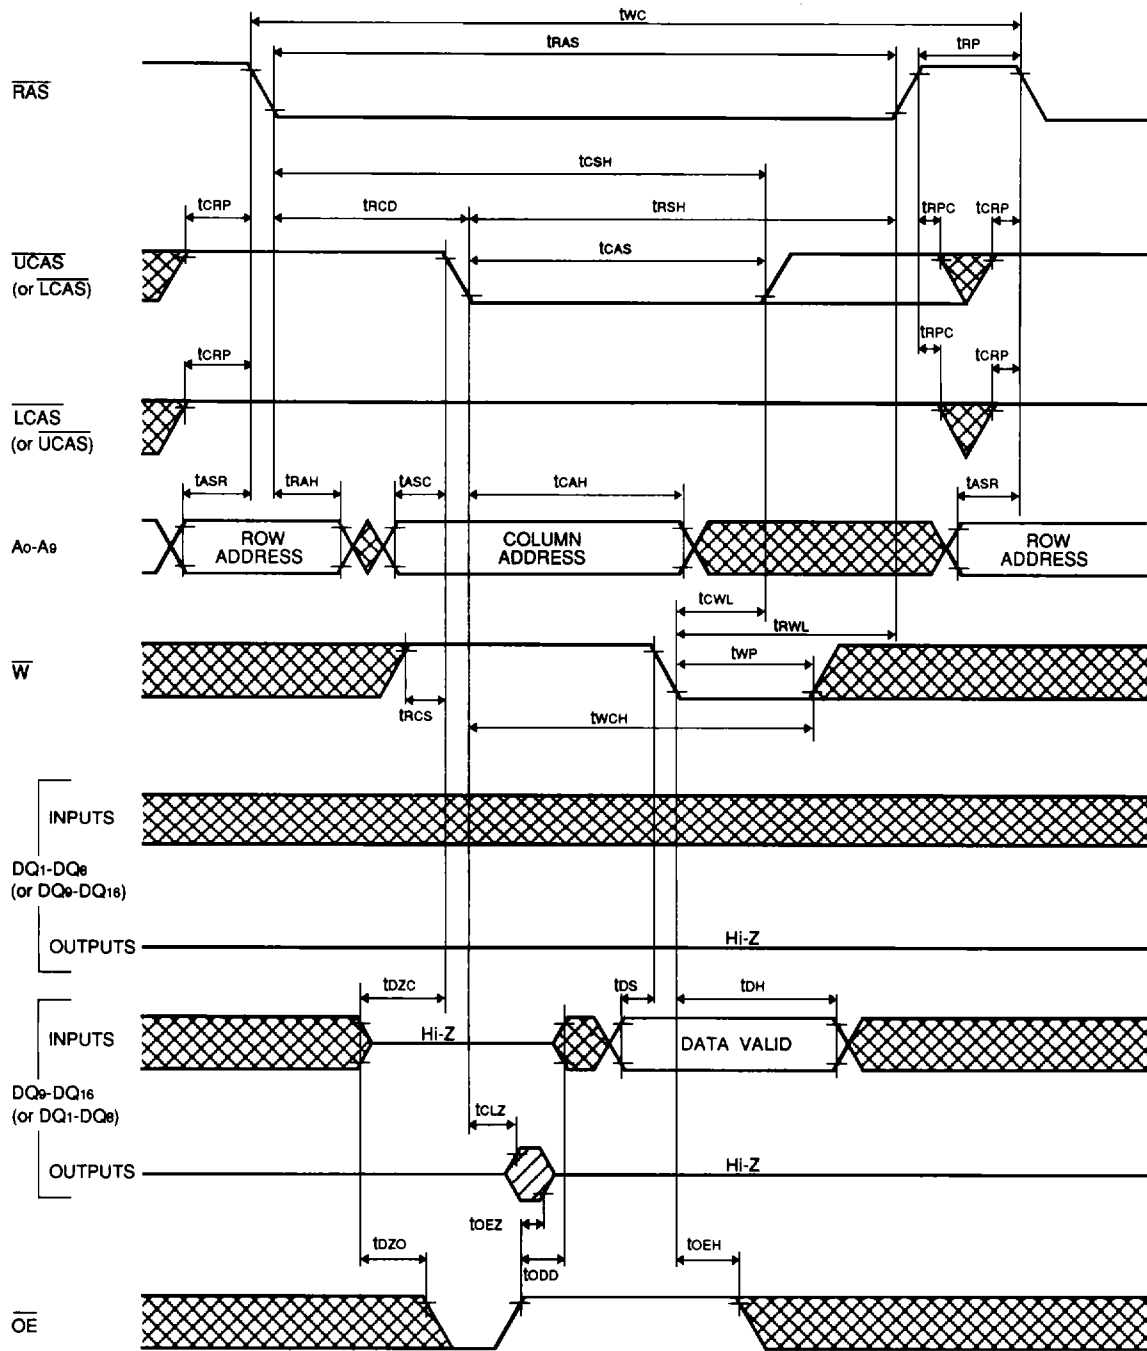 tWC
tRAS
tRP
RAS
tCSH
tCRP
tRCD
tRSH
tRPC
tCRP
UCAS
(or LCAS)
tCAS
tRPC
tCRP
tCRP
LCAS
(or UCAS)
tASR
tRAH
tASC
tCAH
tASR
A0-A9
ROW
ADDRESS
COLUMN
ADDRESS
ROW
ADDRESS
tCWL
tRWL
W
tWP
tRCS
tWCH
INPUTS
DQ1-DQ8
(or DQ9-DQ16)
OUTPUTS
Hi-Z
tDZC
tDS
tDH
INPUTS
Hi-Z
DATA VALID
DQ9-DQ16
(or DQ1-DQ8)
tCLZ
OUTPUTS
Hi-Z
tOEZ
tDZO
tODD
tOEH
OE